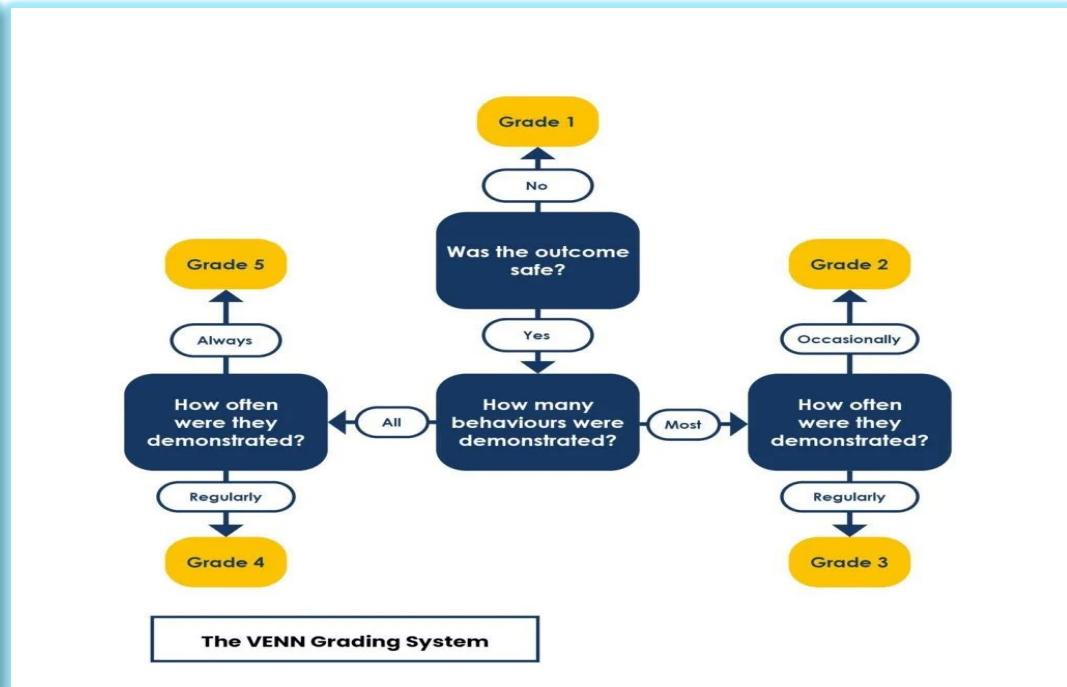 Grade 1
No
Was the outcome
safe?
Grade 5
Grade 2
Always
Yes
Occasionally
How often
were they
demonstrated?
All
How many
behaviours were
demonstrated?
Most
How often
were they
demonstrated?
Regularly
Regularly
Grade 4
Grade 3
The VENN Grading System